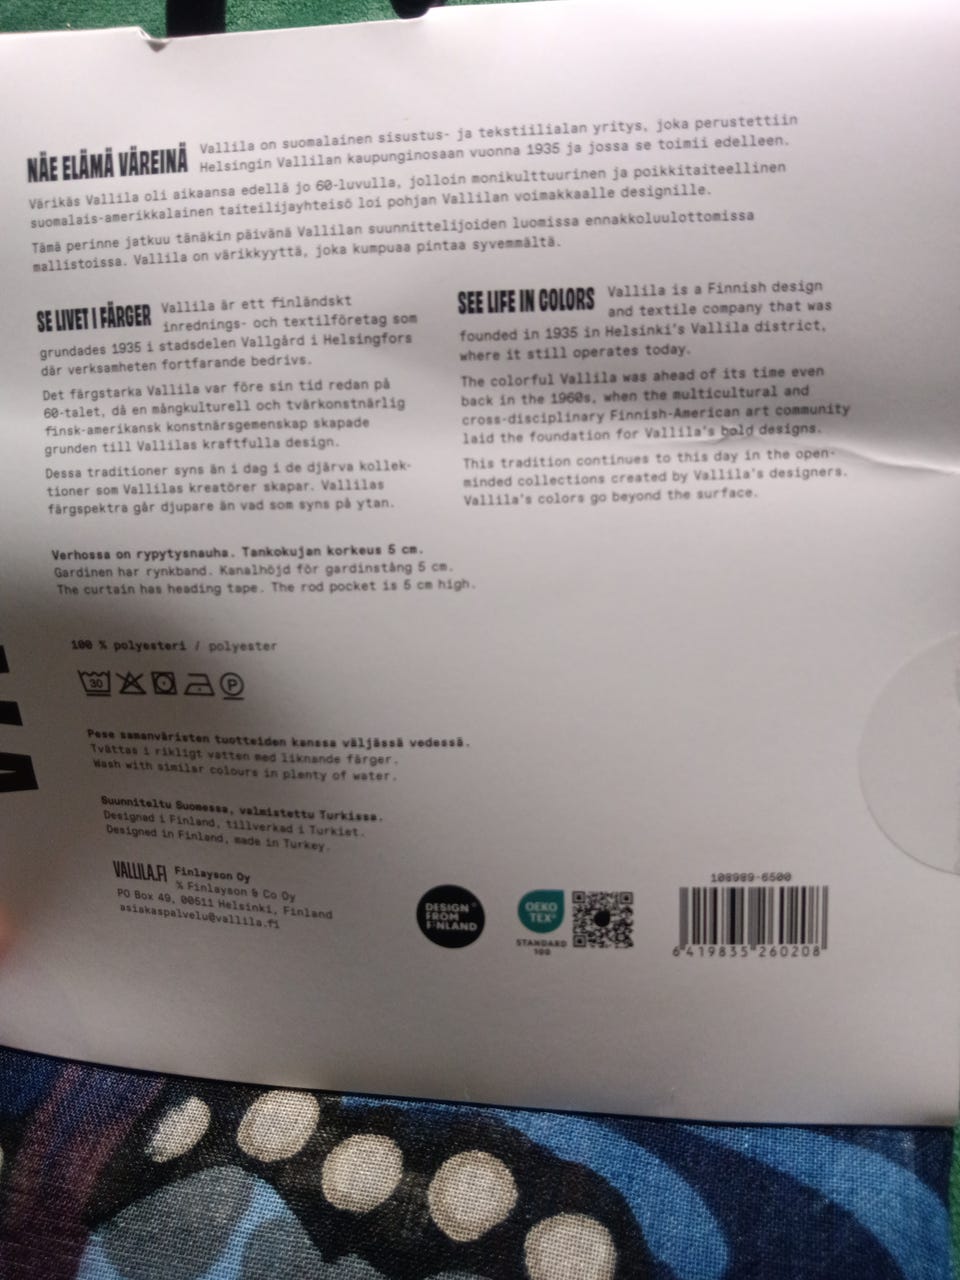 NÄE ELÄMÄ VÄREINÄ
Vallila on suomalainen sisustus- ja tekstiilialan yritys, joka perustettiin
Helsingin Vallilan kaupunginosaan vuonna 1935 ja jossa se toimii edelleen.
Värikäs Vallila oli aikaansa edellä jo 60-luvulla, jolloin monikulttuurinen ja poikkitaiteellinen
suomalais-amerikkalainen taiteilijayhteisö loi pohjan Vallilan voimakkaalle designille.
Tämä perinne jatkuu tänäkin päivänä Vallilan suunnittelijoiden luomissa ennakkoluulottomissa
mallistoissa. Vallila on värikkyyttä, joka kumpuaa pintaa syvemmältä.
SE LIVET I FÄRGER
Vallila är ett finländskt
inrednings- och textilföretag som
grundades 1935 i stadsdelen Vallgård i Helsingfors
där verksamheten fortfarande bedrivs.
Det färgstarka Vallila var före sin tid redan på
60-talet, då en mångkulturell och tvärkonstnärlig
finsk-amerikansk konstnärsgemenskap skapade
grunden till Vallilas kraftfulla design.
Dessa traditioner syns än i dag i de djärva kollek-
tioner som Vallilas kreatörer skapar. Vallilas
färgspektra går djupare än vad som syns på ytan.
SEE LIFE IN COLORS
Vallila is a Finnish design
and textile company that was
founded in 1935 in Helsinki's Vallila district,
where it still operates today.
The colorful Vallila was ahead of its time even
back in the 1960s, when the multicultural and
cross-disciplinary Finnish-American art community
laid the foundation for Vallila's bold designs.
This tradition continues to this day in the open-
minded collections created by Vallila's designers.
Vallila's colors go beyond the surface.
Verhossa on rypytysnauha. Tankokujan korkeus 5 cm.
Gardinen har rynkband. Kanalhöjd för gardinstång 5 cm.
The curtain has heading tape. The rod pocket is 5 cm high.
100 % polyesteri / polyester
30 P
Pese samanväristen tuotteiden kanssa väljässä vedessä.
Tvättas i rikligt vatten med liknande färger.
Wash with similar colours in plenty of water.
Suunniteltu Suomessa, valmistettu Turkissa.
Designad i Finland, tillverkad i Turkiet.
Designed in Finland, made in Turkey.
VALLILA.FI Finlayson Oy
% Finlayson & Co Oy
PO Box 49, 00511 Helsinki, Finland
asiakaspalvelu@vallila.fi
DESIGN
FROM
FINLAND
OEKO
TEX®
STANDARD
100
108989-6500
6 419835 260208